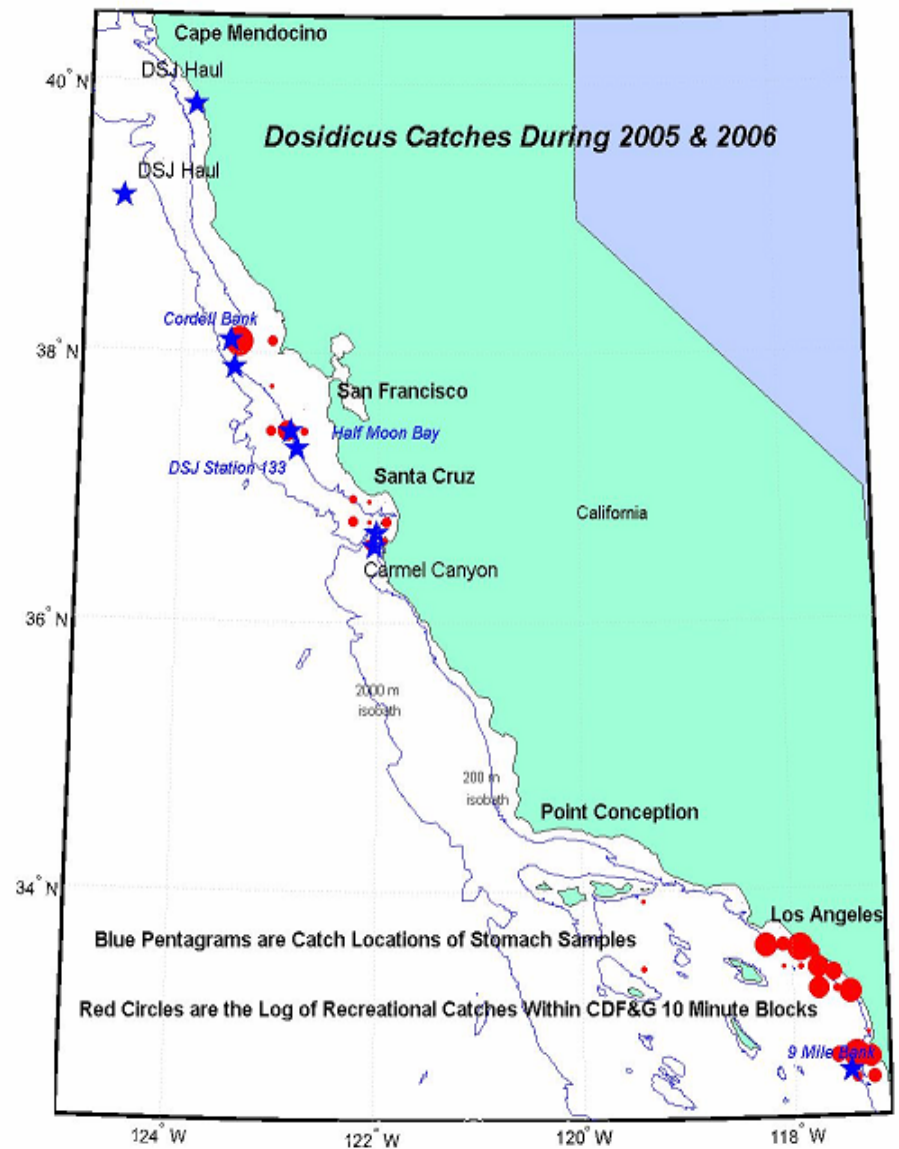 Cape Mendocino
DSJ Haul
40° N
Dosidicus Catches During 2005 & 2006
DSJ Haul
Cordell Bank
38° N
San Francisco
Half Moon Bay
DSJ Station 133
Santa Cruz
California
Carmel Canyon
36° N
2000 m
isobath
200 m
isobath
Point Conception
34° N
Los Angeles
Blue Pentagrams are Catch Locations of Stomach Samples
Red Circles are the Log of Recreational Catches Within CDF&G 10 Minute Blocks
9 Mile Bank
124° W
122° W
120° W
118° W